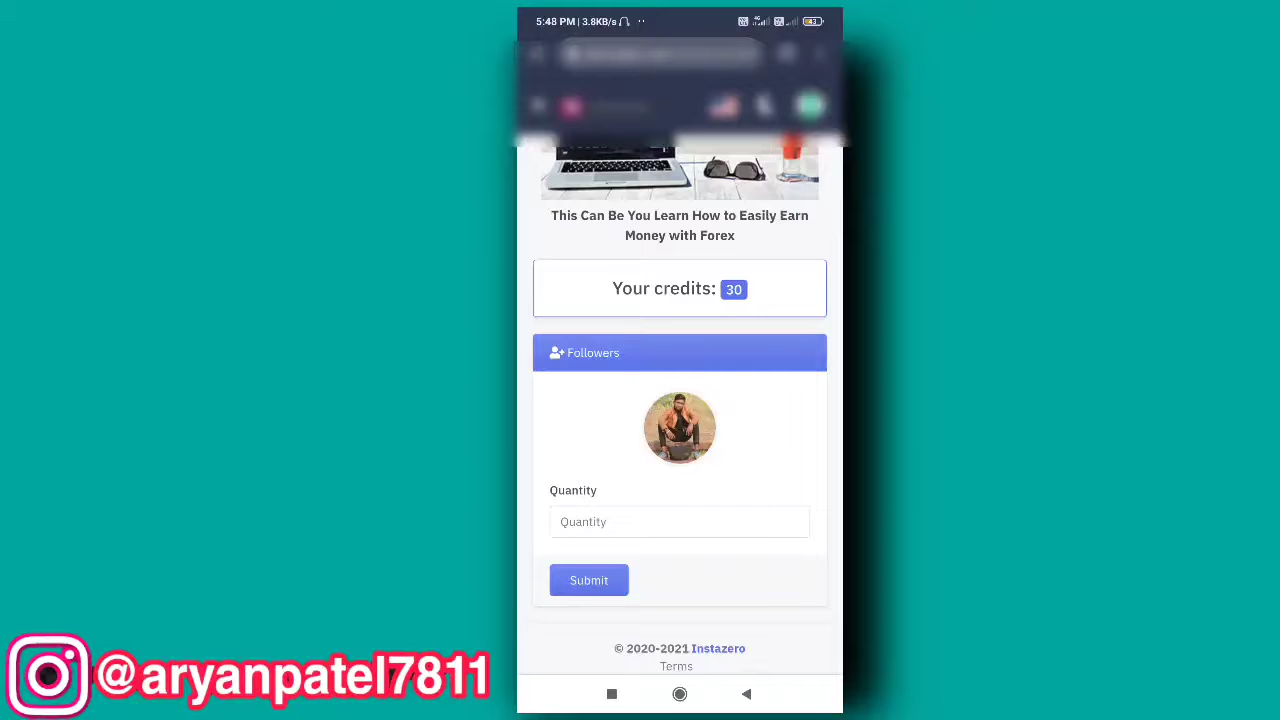 5:48 PM | 3.8KB/s
43
This Can Be You Learn How to Easily Earn
Money with Forex
Your credits: 30
Followers
Quantity
Quantity
Submit
© 2020-2021 Instazero
Terms
@aryanpatel7811